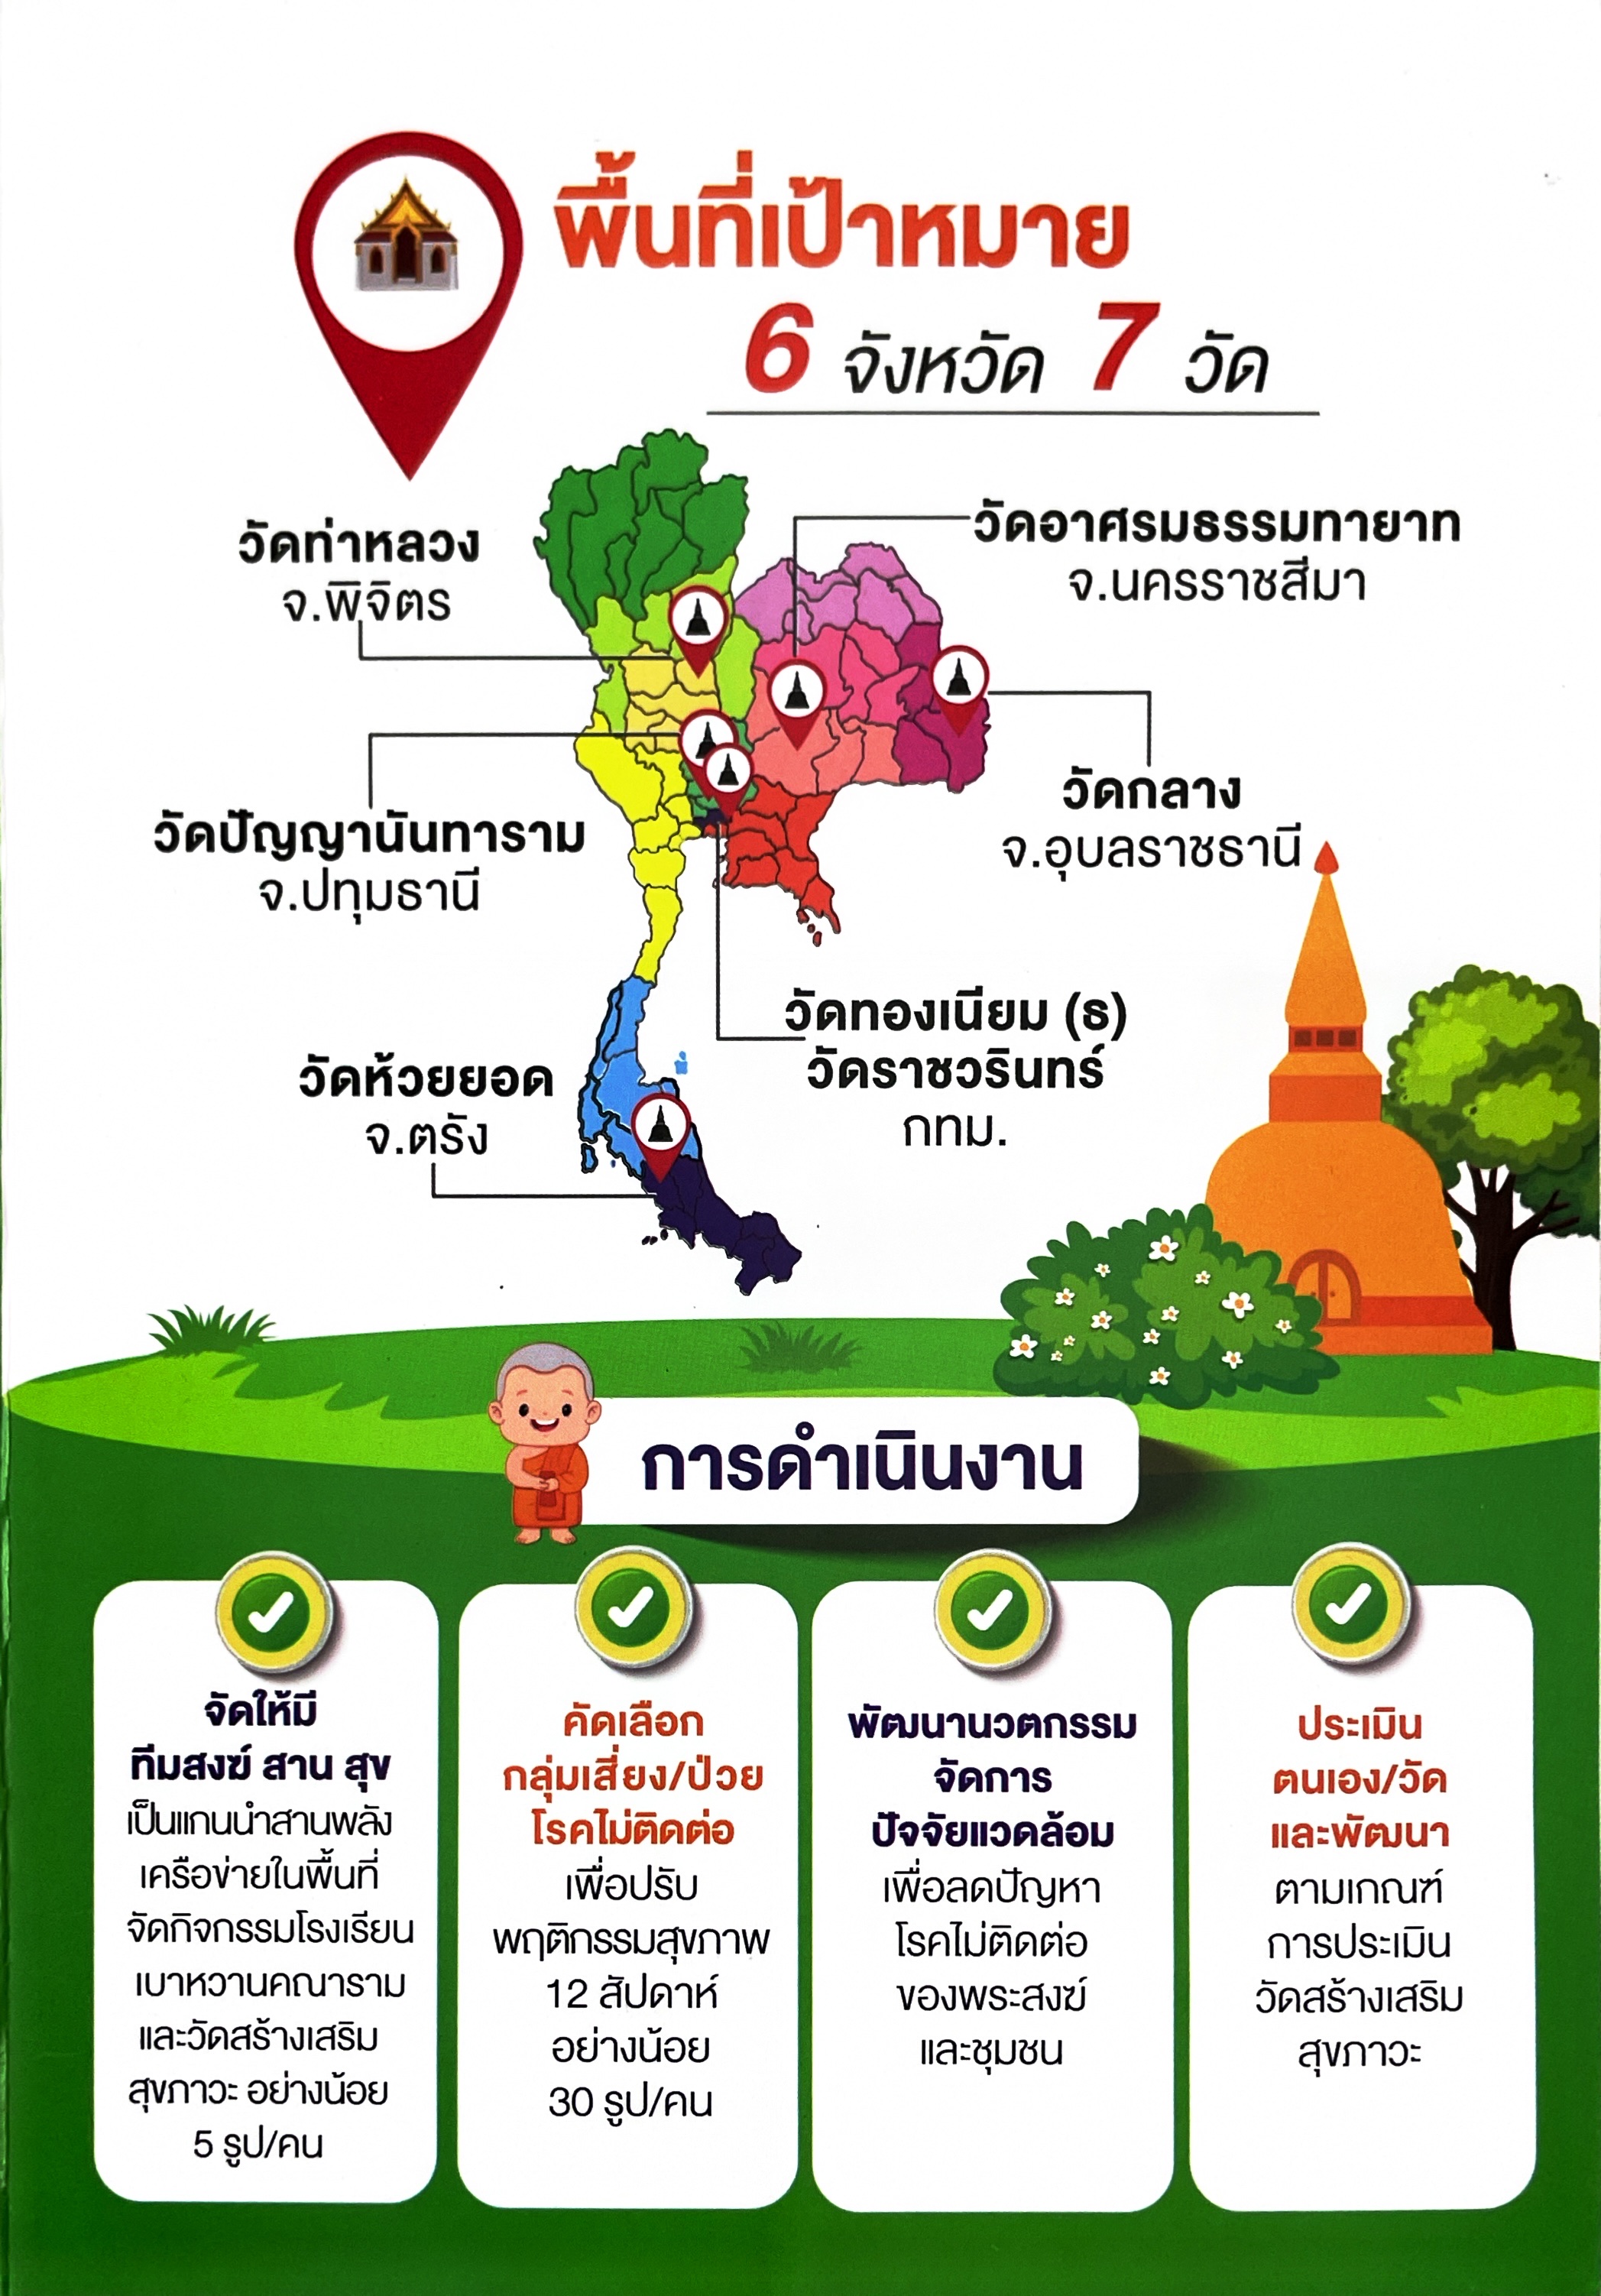 พื้นที่เป้าหมาย
6 จังหวัด 7 วัด
วัดท่าหลวง
จ.พิจิตร
วัดอาศรมธรรมทายาท
จ.นครราชสีมา
วัดปัญญานันทาราม
จ.ปทุมธานี
วัดกลาง
จ.อุบลราชธานี
วัดทองเนียม (ธ)
วัดราชวรินทร์
กทม.
วัดห้วยยอด
จ.ตรัง
การดำเนินงาน
จัดให้มี
ทีมสงฆ์ สาน สุข
เป็นแกนนำสานพลัง
เครือข่ายในพื้นที่
จัดกิจกรรมโรงเรียน
เบาหวานคณาราม
และวัดสร้างเสริม
สุขภาวะ อย่างน้อย
5 รูป/คน
คัดเลือก
กลุ่มเสี่ยง/ป่วย
โรคไม่ติดต่อ
เพื่อปรับ
พฤติกรรมสุขภาพ
12 สัปดาห์
อย่างน้อย
30 รูป/คน
พัฒนานวตกรรม
จัดการ
ปัจจัยแวดล้อม
เพื่อลดปัญหา
โรคไม่ติดต่อ
ของพระสงฆ์
และชุมชน
ประเมิน
ตนเอง/วัด
และพัฒนา
ตามเกณฑ์
การประเมิน
วัดสร้างเสริม
สุขภาวะ